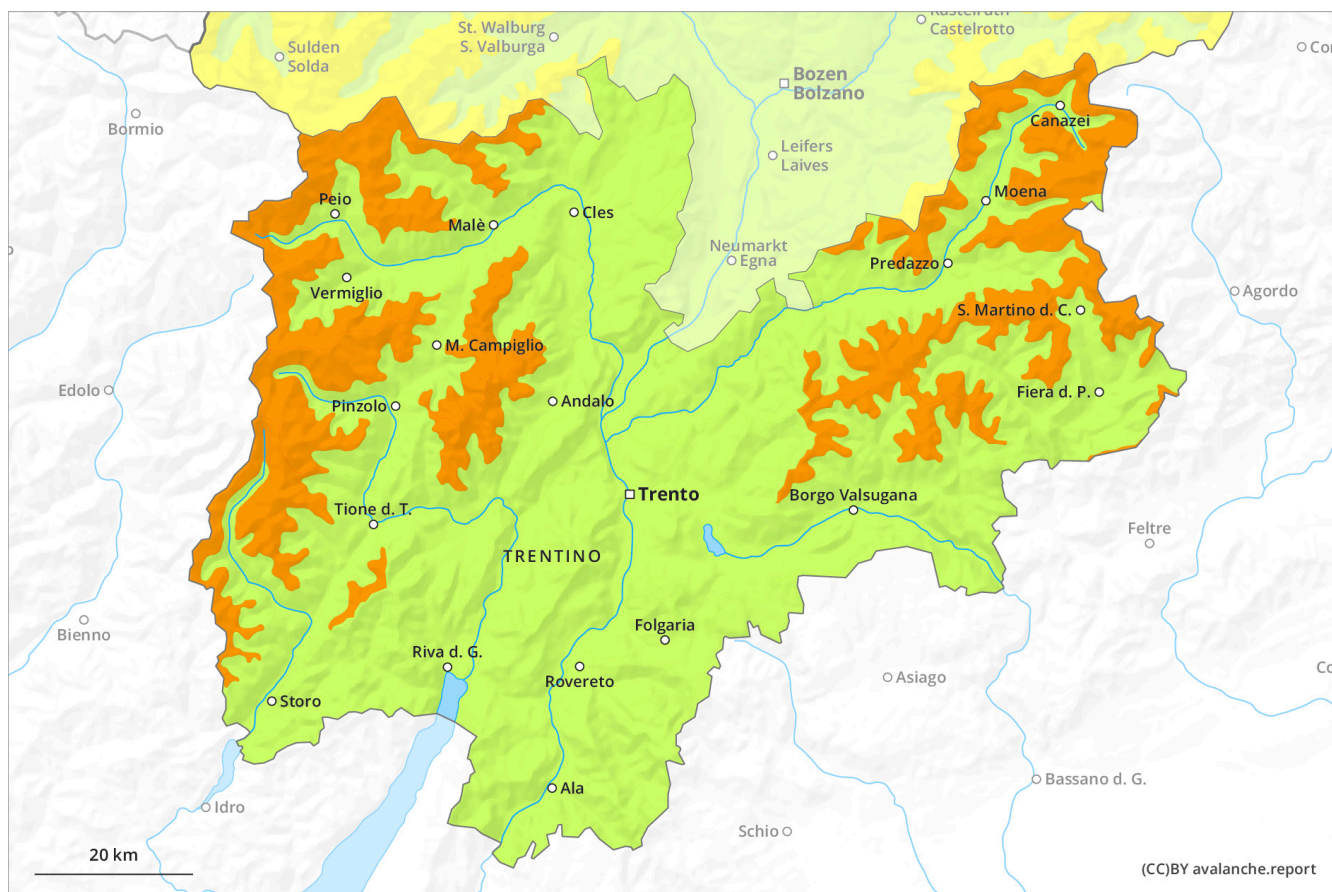 Kastelruth
Castelrotto
St. Walburg
S. Valburga
Sulden
Solda
Bozen
Bolzano
Bormio
Canazei
Leifers
Laives
Peio
Moena
Malè
Cles
Neumarkt
Egna
Predazzo
Vermiglio
Agordo
S. Martino d. C.
M. Campiglio
Edolo
Pinzolo
Andalo
Fiera d. P.
Trento
Borgo Valsugana
Tione d. T.
Feltre
TRENTINO
Bienno
Folgaria
Riva d. G.
Rovereto
Asiago
Storo
Bassano d. G.
Ala
Idro
Schio
20 km
(CC)BY avalanche.report